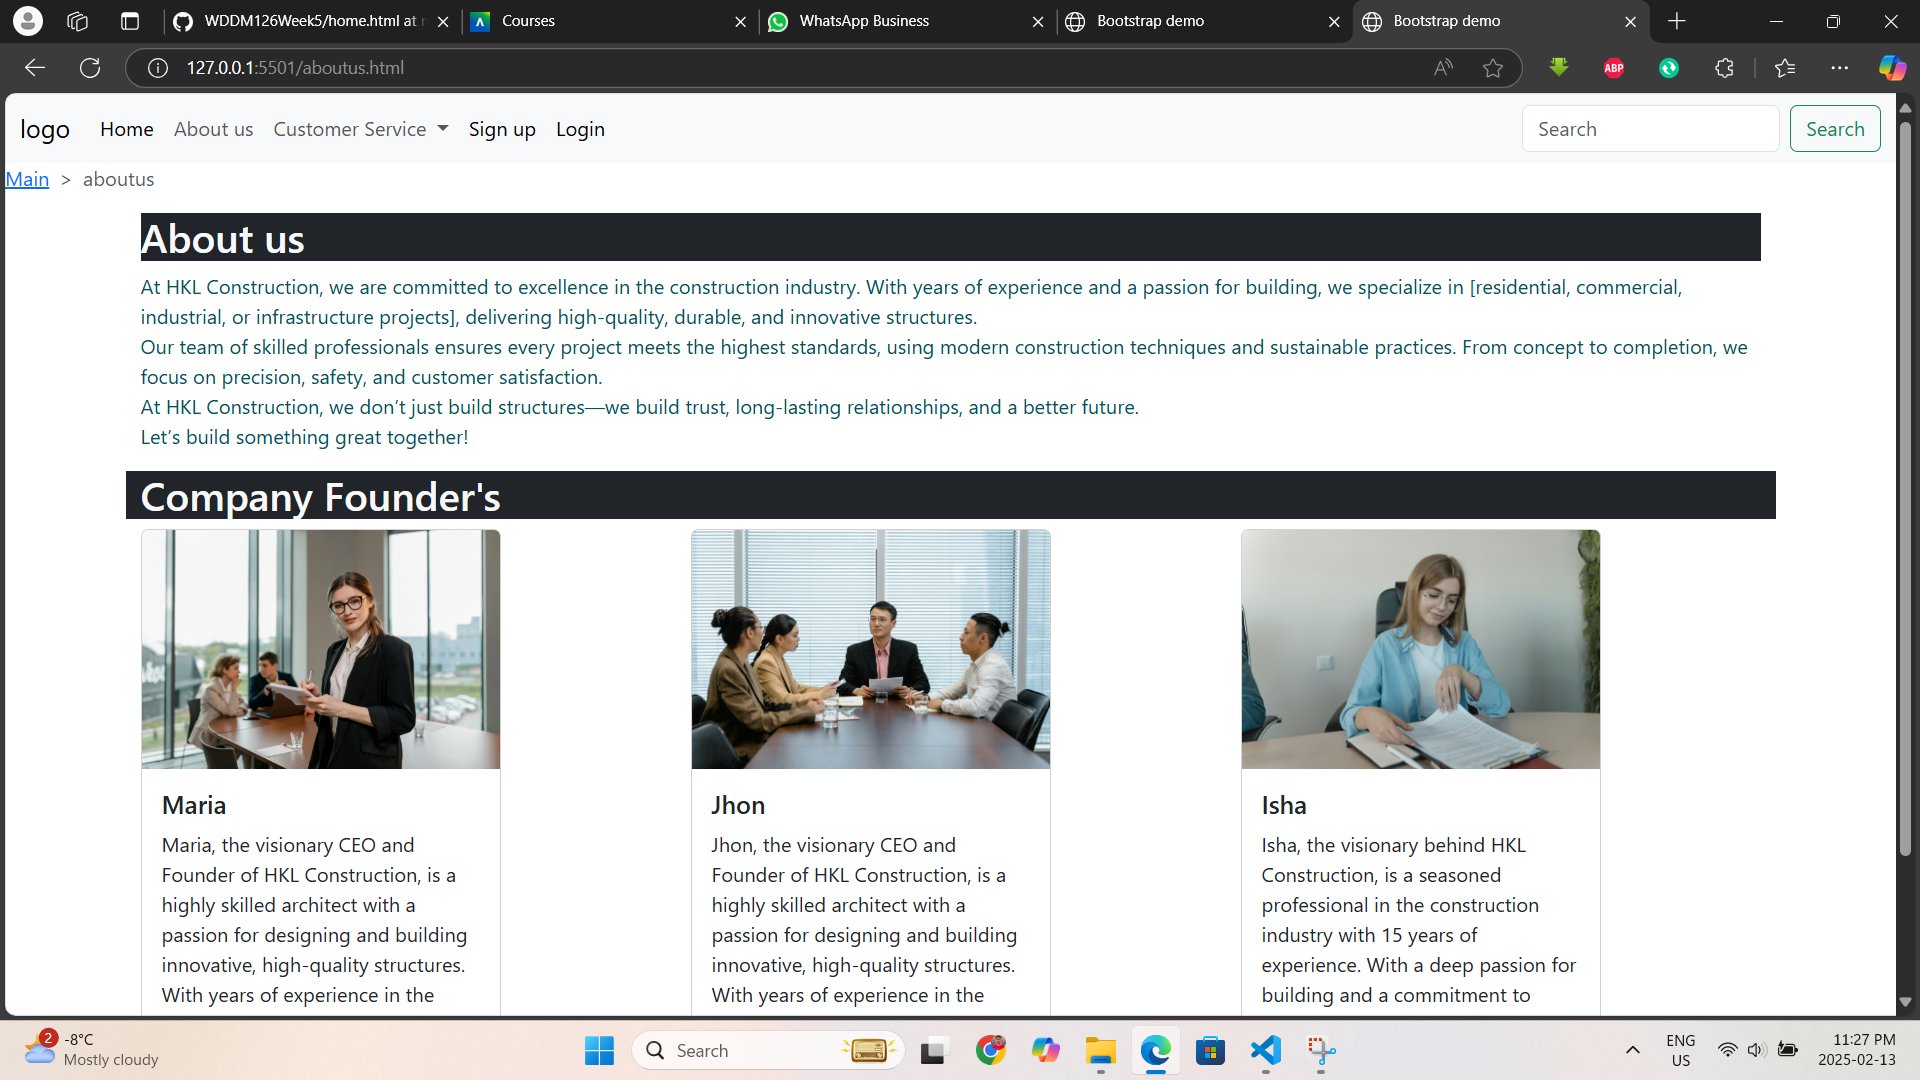 WDDM126Week5/home.html at
Courses
WhatsApp Business
Bootstrap demo
Bootstrap demo
127.0.0.1:5501/aboutus.html
ABP
logo
Home
About us
Customer Service
Sign up
Login
Search
Search
Main > aboutus
About us
At HKL Construction, we are committed to excellence in the construction industry. With years of experience and a passion for building, we specialize in [residential, commercial,
industrial, or infrastructure projects], delivering high-quality, durable, and innovative structures.
Our team of skilled professionals ensures every project meets the highest standards, using modern construction techniques and sustainable practices. From concept to completion, we
focus on precision, safety, and customer satisfaction.
At HKL Construction, we don’t just build structures—we build trust, long-lasting relationships, and a better future.
Let’s build something great together!
Company Founder's
Maria
Maria, the visionary CEO and
Founder of HKL Construction, is a
highly skilled architect with a
passion for designing and building
innovative, high-quality structures.
With years of experience in the
Jhon
Jhon, the visionary CEO and
Founder of HKL Construction, is a
highly skilled architect with a
passion for designing and building
innovative, high-quality structures.
With years of experience in the
Isha
Isha, the visionary behind HKL
Construction, is a seasoned
professional in the construction
industry with 15 years of
experience. With a deep passion for
building and a commitment to
2
-8°C
Mostly cloudy
Search
ENG
US
11:27 PM
2025-02-13